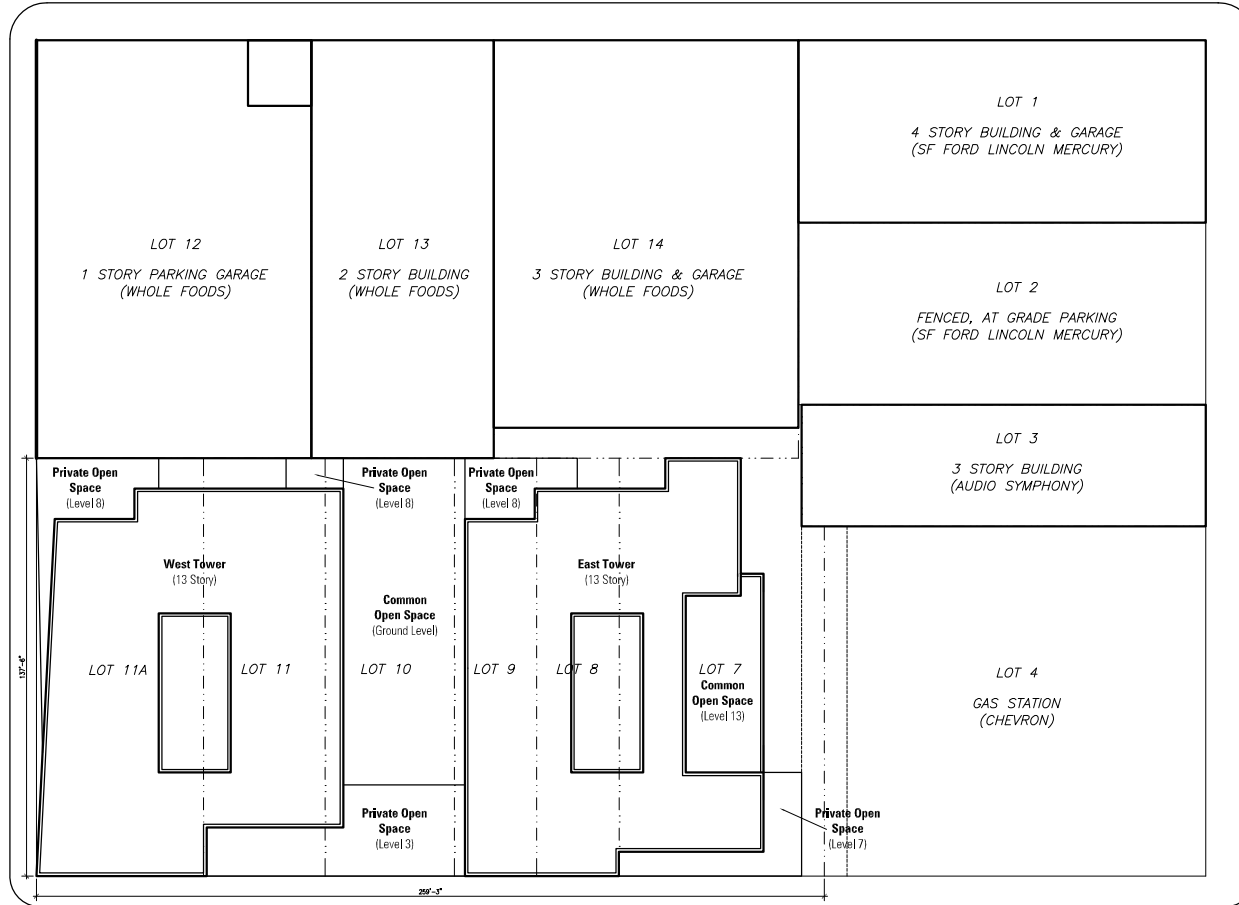 LOT 1
4 STORY BUILDING & GARAGE
(SF FORD LINCOLN MERCURY)
LOT 12
1 STORY PARKING GARAGE
(WHOLE FOODS)
LOT 13
2 STORY BUILDING
(WHOLE FOODS)
LOT 14
3 STORY BUILDING & GARAGE
(WHOLE FOODS)
LOT 2
FENCED, AT GRADE PARKING
(SF FORD LINCOLN MERCURY)
LOT 3
3 STORY BUILDING
(AUDIO SYMPHONY)
Private Open
Space
(Level 8)
Private Open
Space
(Level 8)
Private Open
Space
(Level 8)
West Tower
(13 Story)
East Tower
(13 Story)
Common
Open Space
(Ground Level)
LOT 11A
LOT 11
LOT 10
LOT 9
LOT 8
LOT 7
Common
Open Space
(Level 13)
LOT 4
GAS STATION
(CHEVRON)
137'-6"
Private Open
Space
(Level 3)
Private Open
Space
(Level 7)
259'-3"